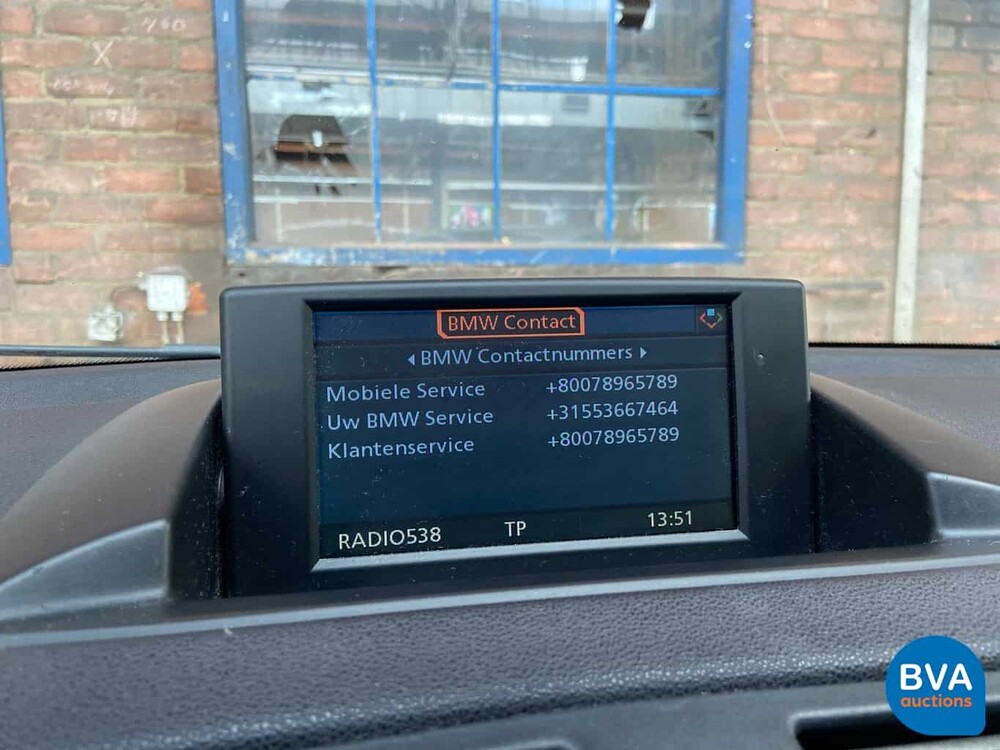 BMW Contact
BMW Contactnummers
Mobiele Service +80078965789
Uw BMW Service +31553667464
Klantenservice +80078965789
RADIO538 TP 13:51
BVA
auctions